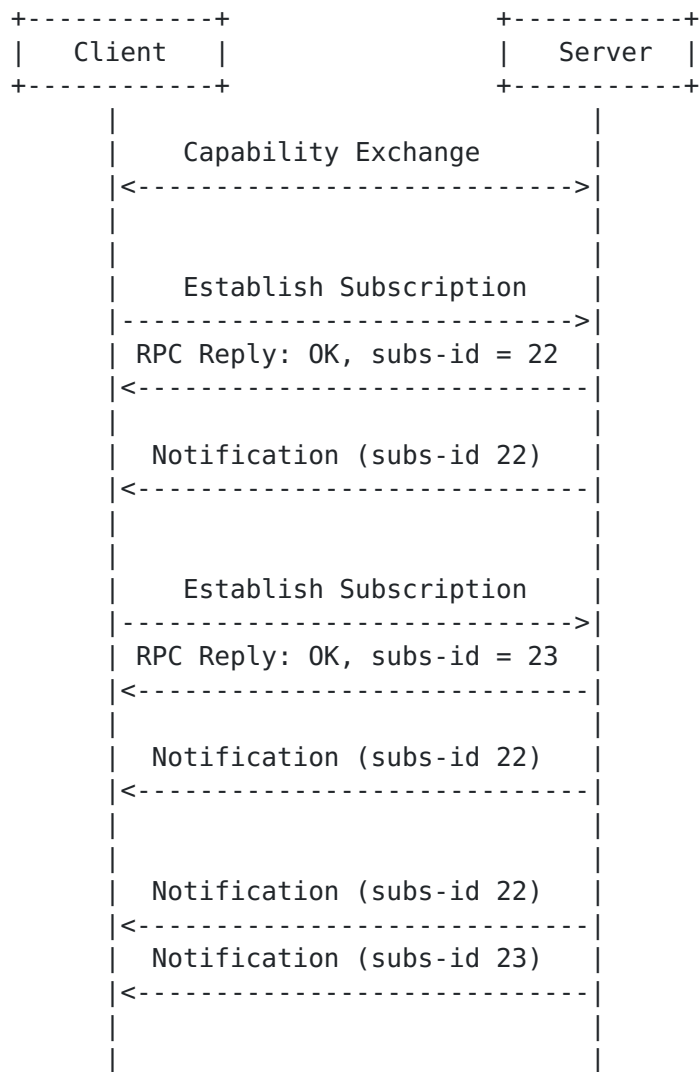 Client Server
Capability Exchange
Establish Subscription
RPC Reply: OK, subs-id = 22
Notification (subs-id 22)
Establish Subscription
RPC Reply: OK, subs-id = 23
Notification (subs-id 22)
Notification (subs-id 22)
Notification (subs-id 23)